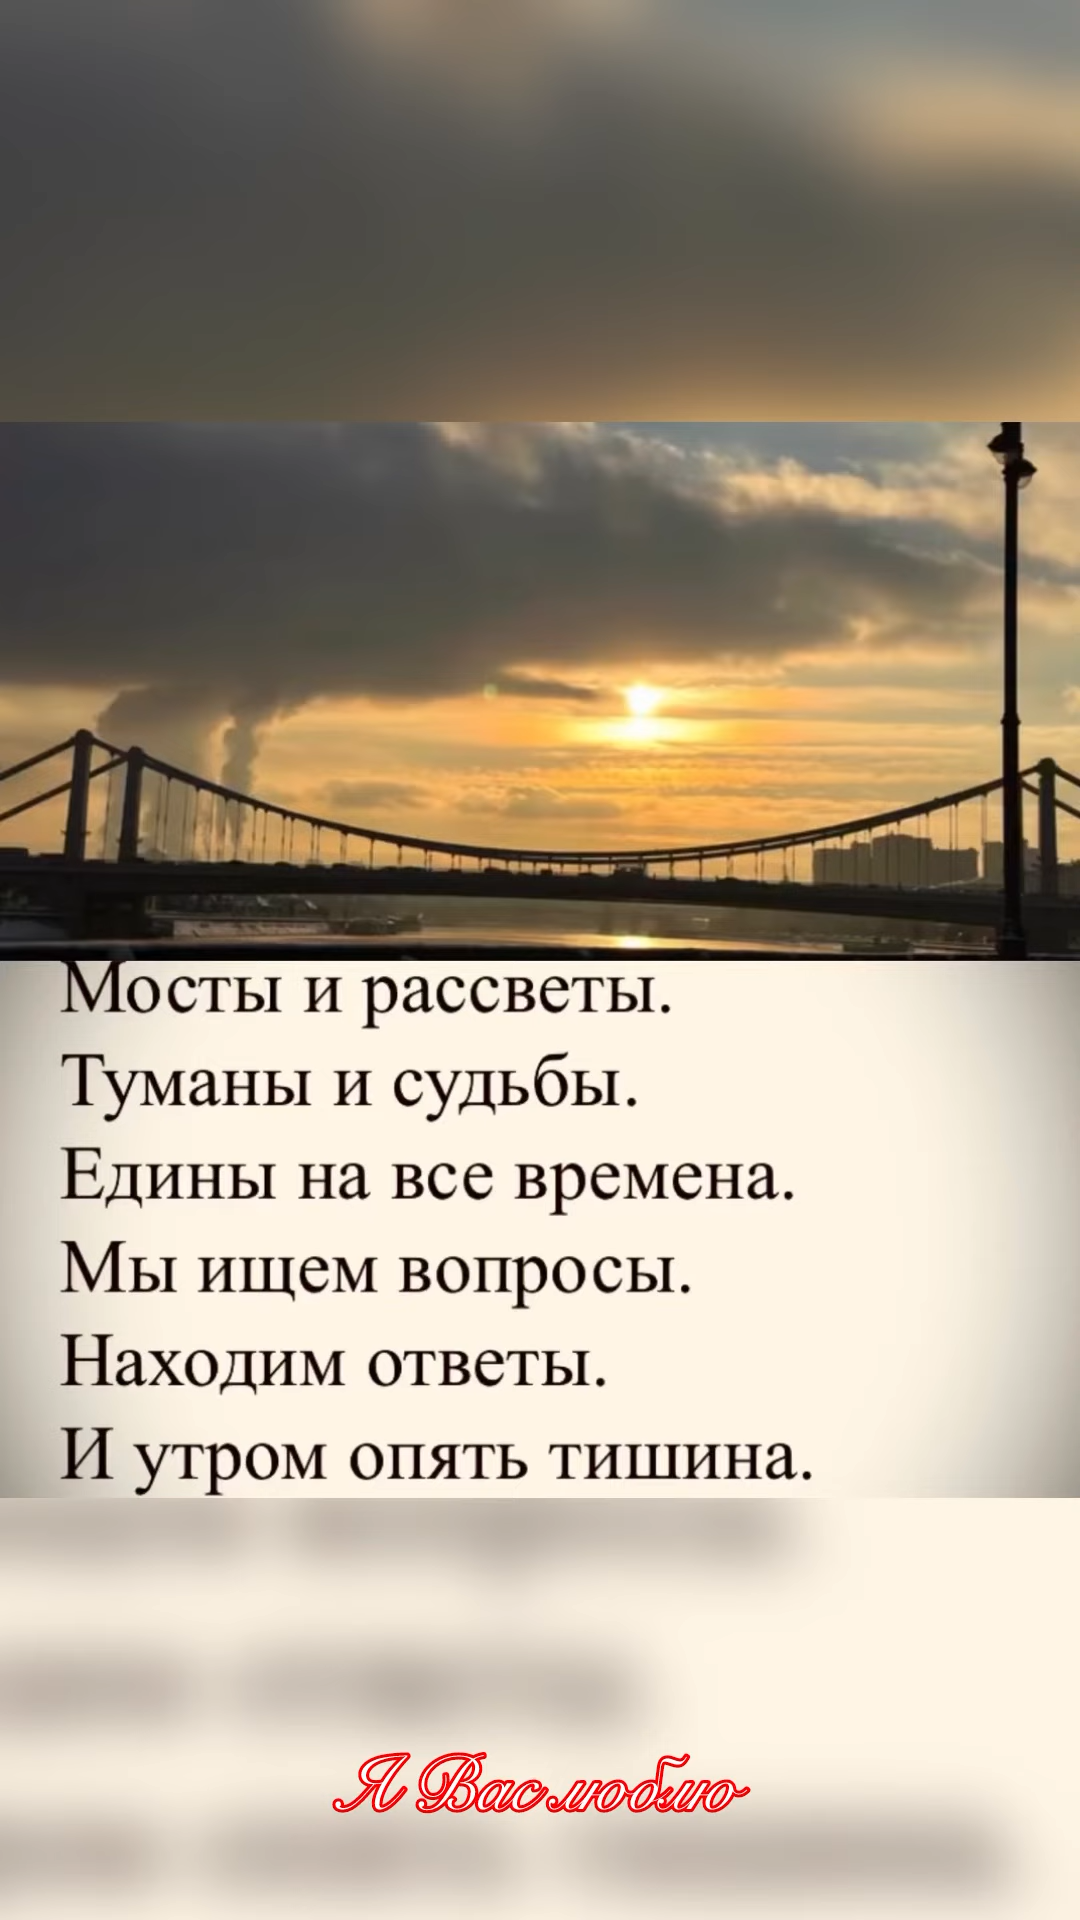 Мосты и рассветы.
Туманы и судьбы.
Едины на все времена.
Мы ищем вопросы.
Находим ответы.
И утром опять тишина.
Я Вас люблю